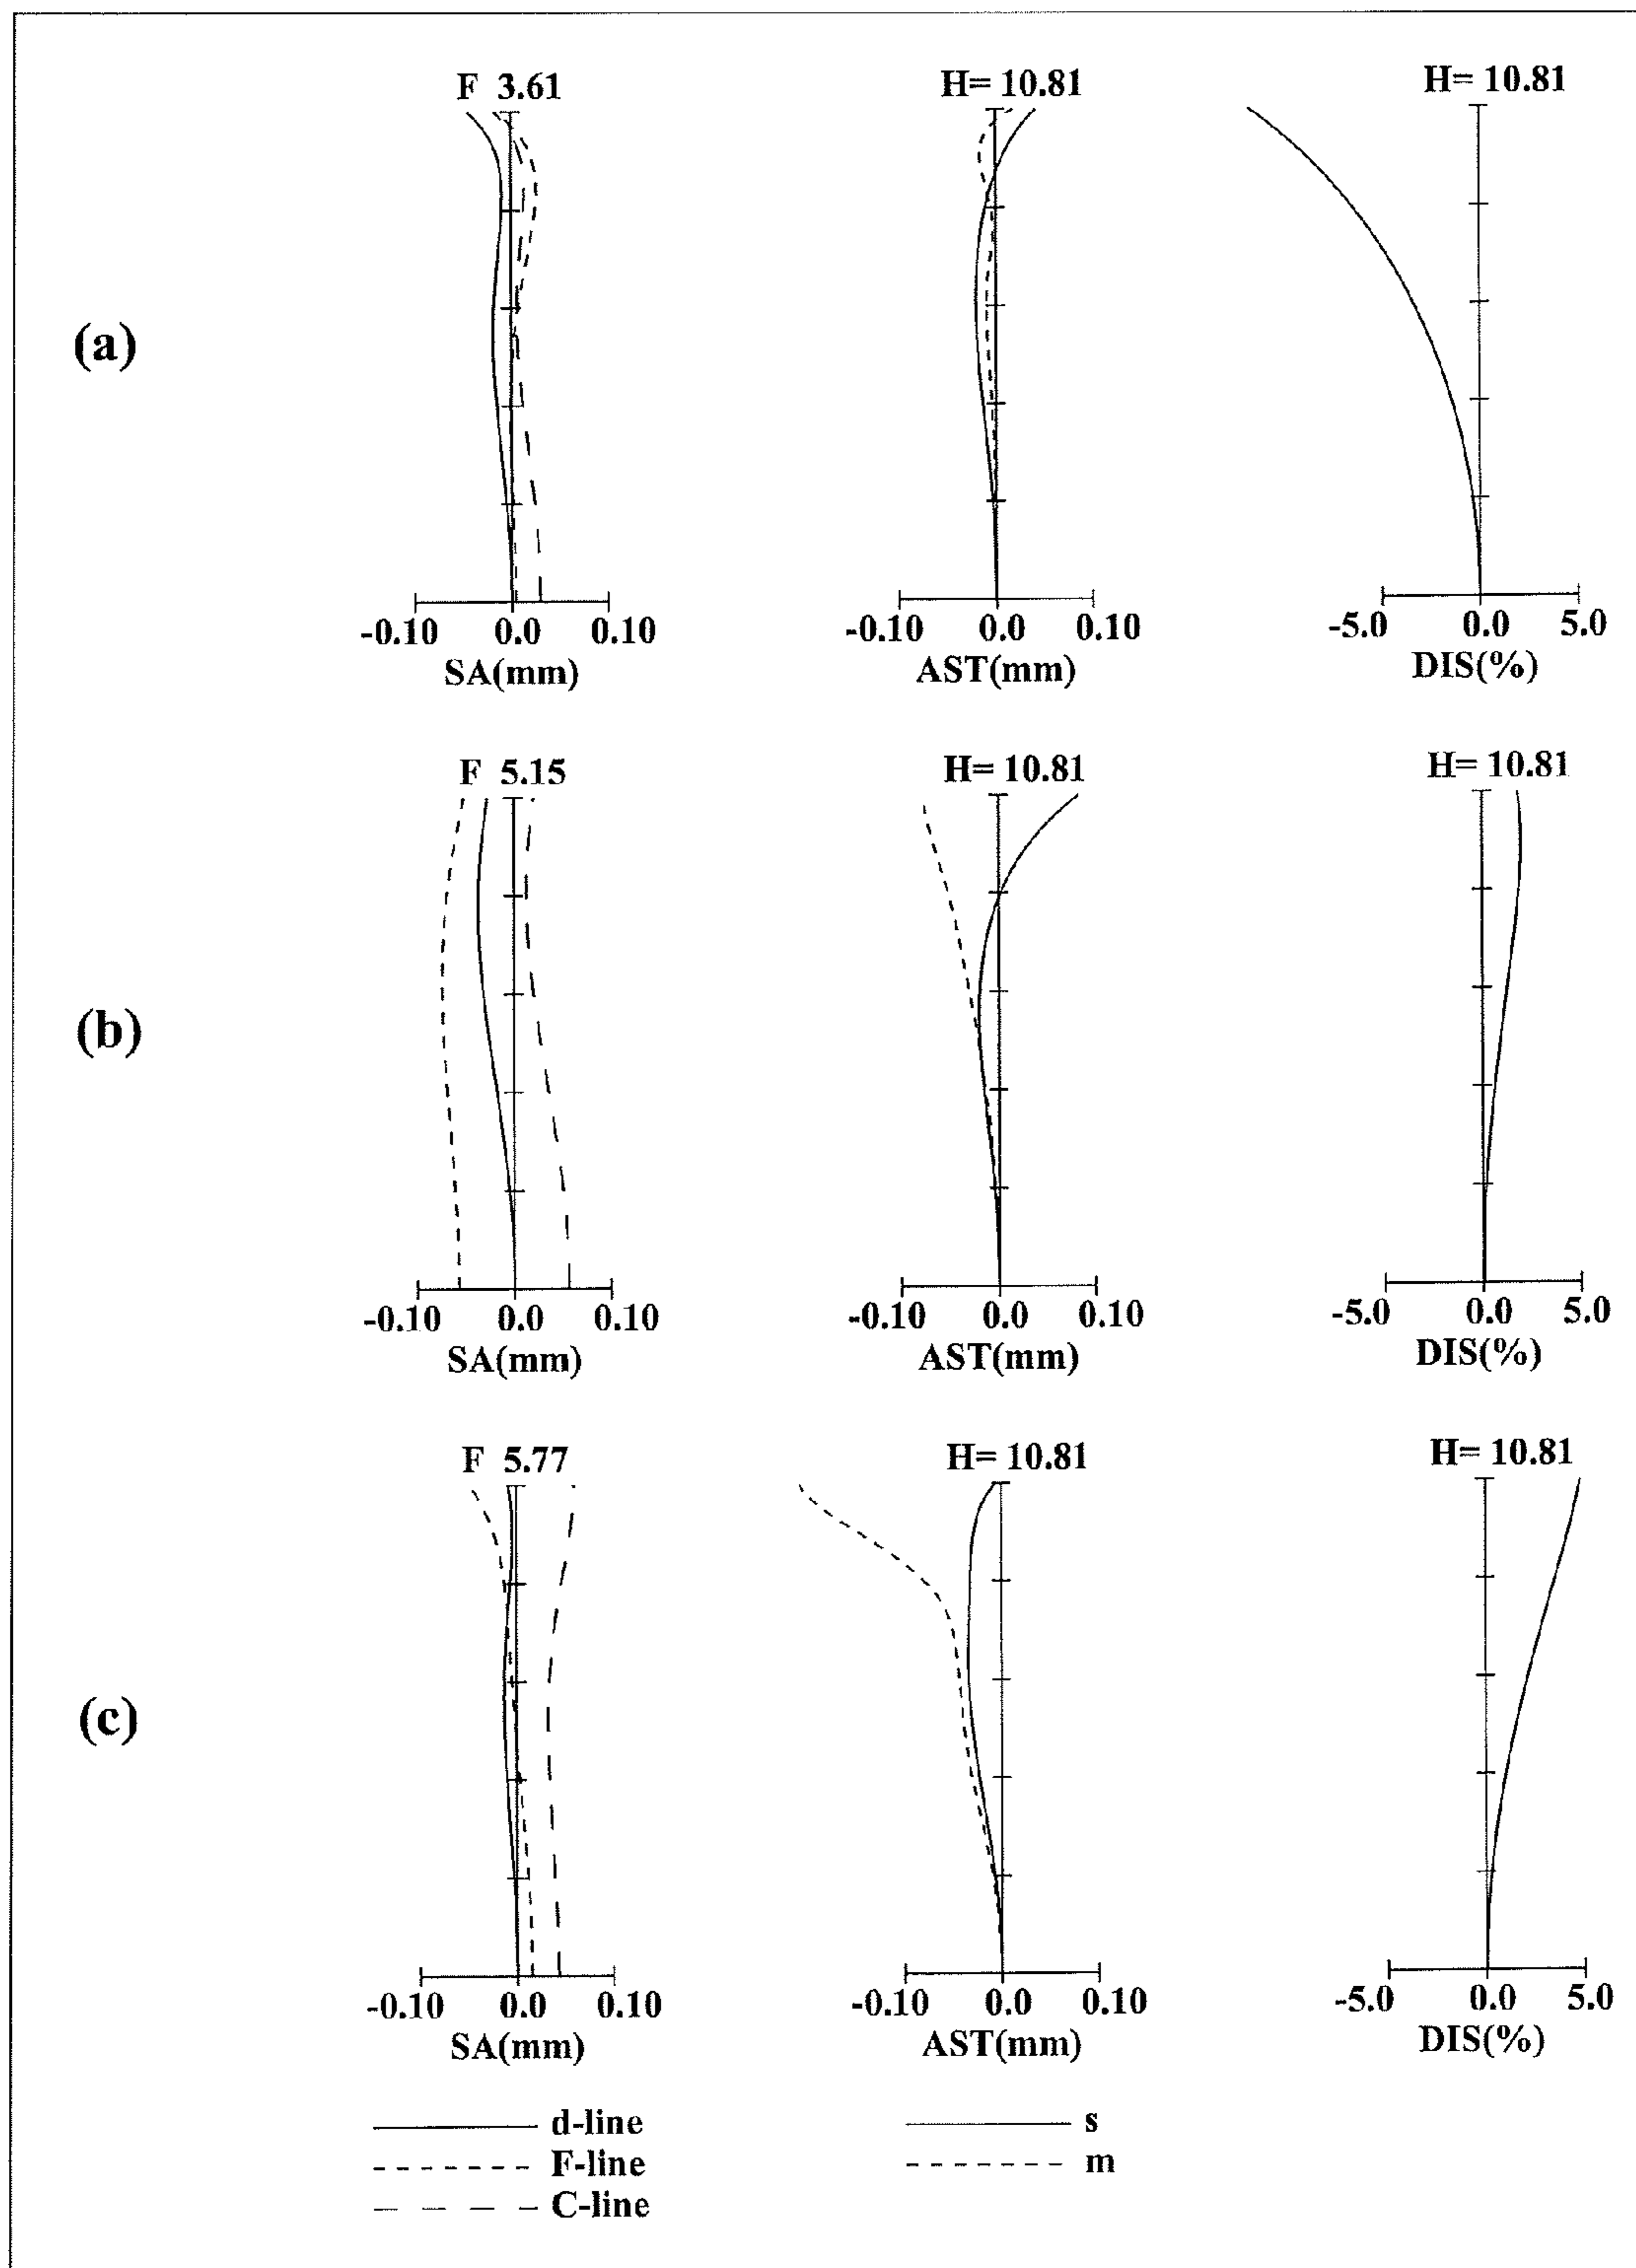 F 3.61 H= 10.81 H= 10.81
(a)
-0.10 0.0 0.10 -0.10 0.0 0.10 -5.0 0.0 5.0
SA(mm) AST(mm) DIS(%)
F 5.15 H= 10.81 H= 10.81
(b)
-0.10 0.0 0.10 -0.10 0.0 0.10 -5.0 0.0 5.0
SA(mm) AST(mm) DIS(%)
F 5.77 H= 10.81 H= 10.81
(c)
-0.10 0.0 0.10 -0.10 0.0 0.10 -5.0 0.0 5.0
SA(mm) AST(mm) DIS(%)
d-line s
F-line m
C-line